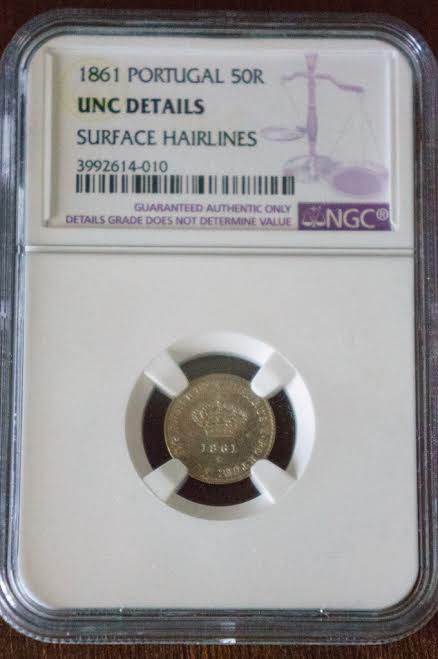 1861 PORTUGAL 50R
UNC DETAILS
SURFACE HAIRLINES
3992614-010
GUARANTEED AUTHENTIC ONLY
DETAILS GRADE DOES NOT DETERMINE VALUE
NGC®
1861